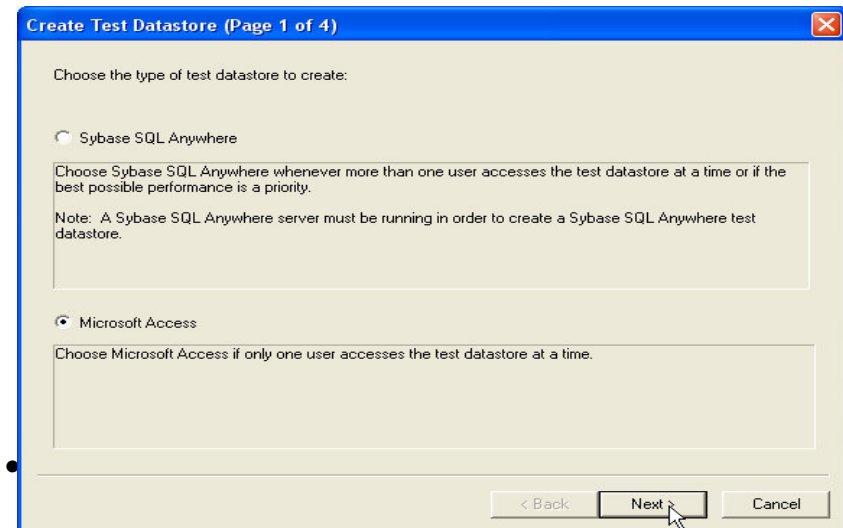 Create Test Datastore (Page 1 of 4)
Choose the type of test datastore to create:
Sybase SQL Anywhere
Choose Sybase SQL Anywhere whenever more than one user accesses the test datastore at a time or if the
best possible performance is a priority.
Note: A Sybase SQL Anywhere server must be running in order to create a Sybase SQL Anywhere test
datastore.
Microsoft Access
Choose Microsoft Access if only one user accesses the test datastore at a time.
< Back Next > Cancel